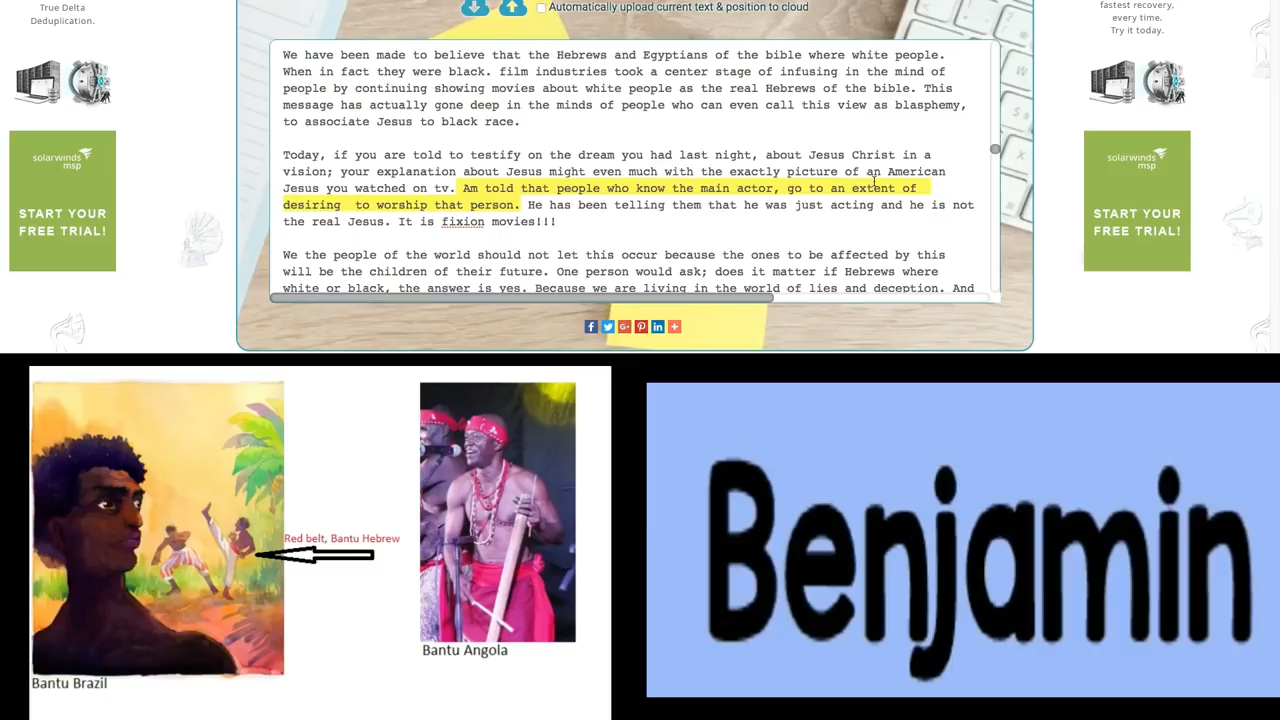 True Delta
Deduplication.
solarwinds
msp
START YOUR
FREE TRIAL!
Automatically upload current text & position to cloud
We have been made to believe that the Hebrews and Egyptians of the bible where white people.
When in fact they were black. film industries took a center stage of infusing in the mind of
people by continuing showing movies about white people as the real Hebrews of the bible. This
message has actually gone deep in the minds of people who can even call this view as blasphemy,
to associate Jesus to black race.
Today, if you are told to testify on the dream you had last night, about Jesus Christ in a
vision; your explanation about Jesus might even much with the exactly picture of an American
Jesus you watched on tv. Am told that people who know the main actor, go to an extent of
desiring to worship that person. He has been telling them that he was just acting and he is not
the real Jesus. It is fixion movies!!!
We the people of the world should not let this occur because the ones to be affected by this
will be the children of their future. One person would ask; does it matter if Hebrews where
white or black, the answer is yes. Because we are living in the world of lies and deception. And
fastest recovery,
every time.
Try it today.
solarwinds
msp
START YOUR
FREE TRIAL!
Red belt, Bantu Hebrew
Bantu Brazil
Bantu Angola
Benjamin